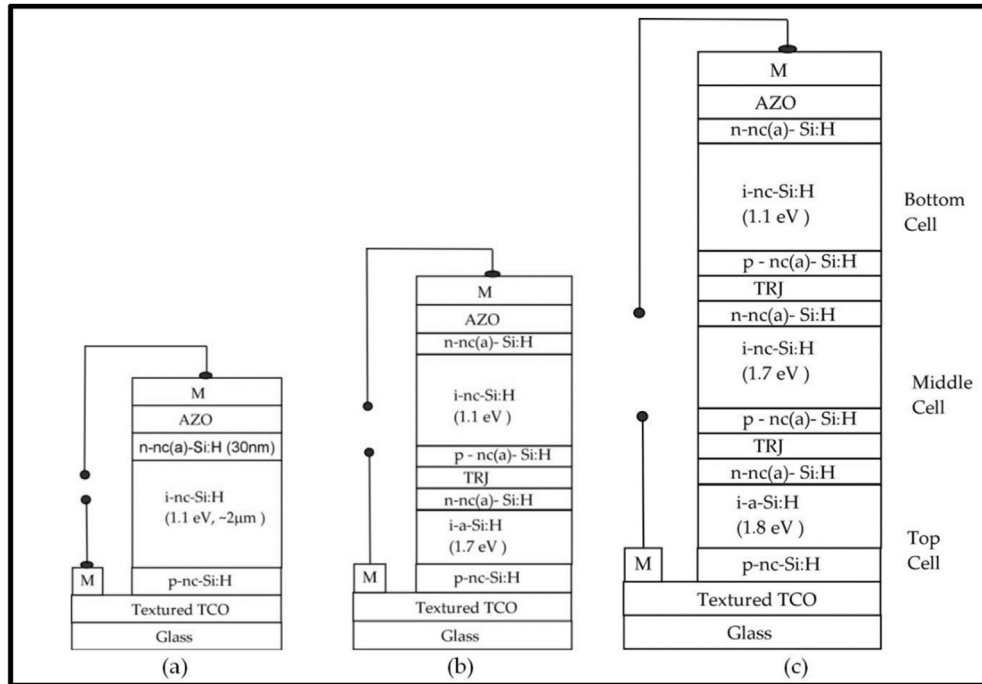 M
AZO
n-nc(a)-Si:H (30nm)
i-nc-Si:H
(1.1 eV, ~2μm )
p-nc-Si:H
M
Textured TCO
Glass
(a)
M
AZO
n-nc(a)- Si:H
i-nc-Si:H
(1.1 eV )
p - nc(a)- Si:H
TRJ
n-nc(a)- Si:H
i-a-Si:H
(1.7 eV )
p-nc-Si:H
M
Textured TCO
Glass
(b)
M
AZO
n-nc(a)- Si:H
i-nc-Si:H
(1.1 eV )
Bottom
Cell
p - nc(a)- Si:H
TRJ
n-nc(a)- Si:H
i-nc-Si:H
(1.7 eV )
Middle
Cell
p - nc(a)- Si:H
TRJ
n-nc(a)- Si:H
i-a-Si:H
(1.8 eV )
Top
Cell
p-nc-Si:H
M
Textured TCO
Glass
(c)